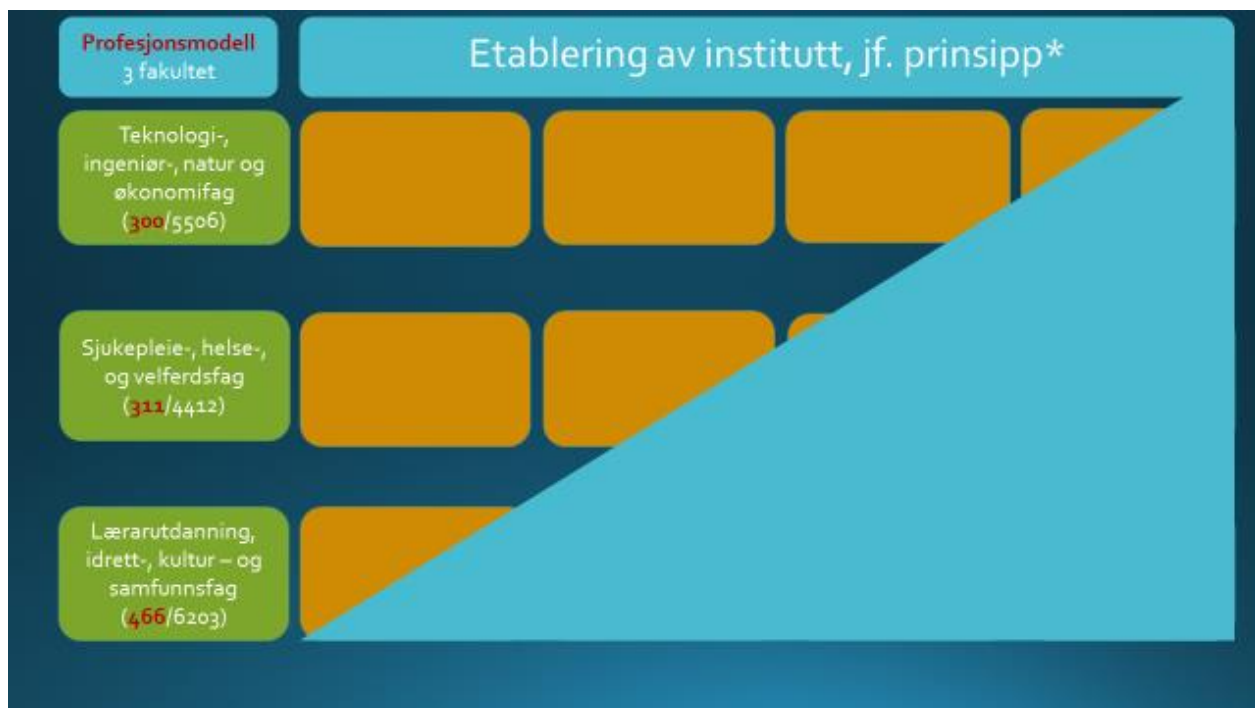 Profesjonsmodell
3 fakultet
Etablering av institutt, jf. prinsipp*
Teknologi-,
ingeniør-, natur og
økonomifag
(300/5506)
Sjukepleie-, helse-,
og velferdsfag
(311/4412)
Lærarutdanning,
idrett-, kultur – og
samfunnsfag
(466/6203)